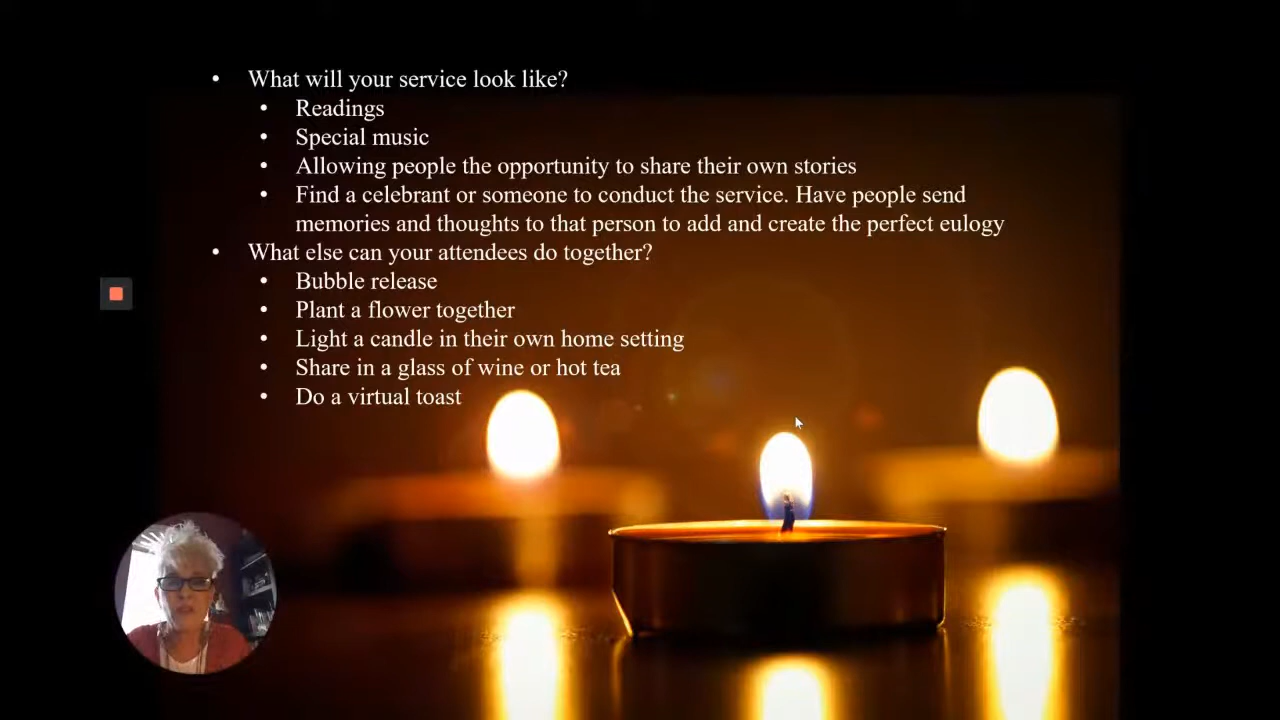 • What will your service look like?
• Readings
• Special music
• Allowing people the opportunity to share their own stories
• Find a celebrant or someone to conduct the service. Have people send
memories and thoughts to that person to add and create the perfect eulogy
• What else can your attendees do together?
• Bubble release
• Plant a flower together
• Light a candle in their own home setting
• Share in a glass of wine or hot tea
• Do a virtual toast